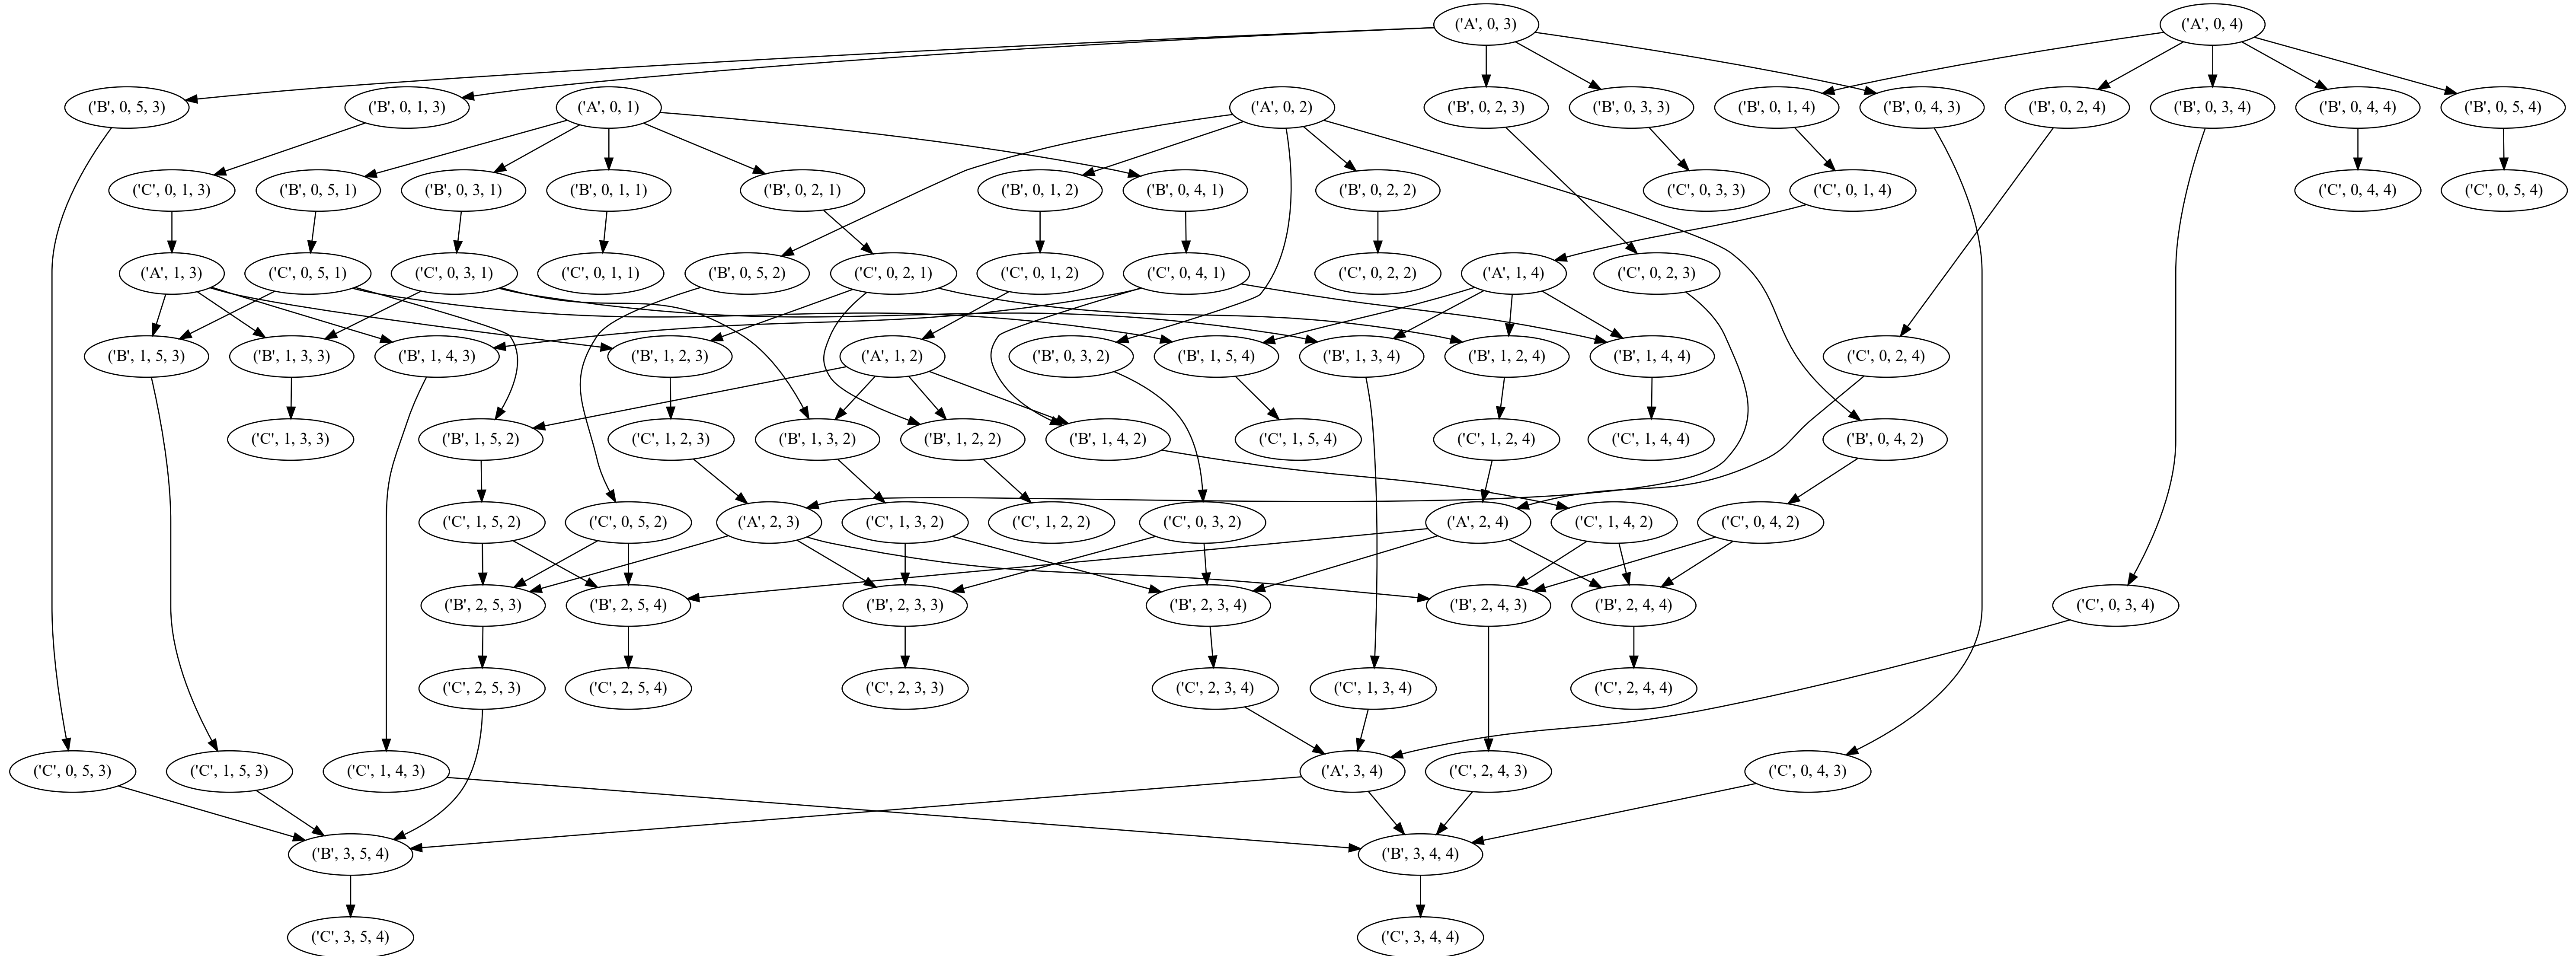 ('A', 0, 3)
('A', 0, 4)
('B', 0, 5, 3)
('B', 0, 1, 3)
('A', 0, 1)
('A', 0, 2)
('B', 0, 2, 3)
('B', 0, 3, 3)
('B', 0, 1, 4)
('B', 0, 4, 3)
('B', 0, 2, 4)
('B', 0, 3, 4)
('B', 0, 4, 4)
('B', 0, 5, 4)
('C', 0, 1, 3)
('B', 0, 5, 1)
('B', 0, 3, 1)
('B', 0, 1, 1)
('B', 0, 2, 1)
('B', 0, 1, 2)
('B', 0, 4, 1)
('B', 0, 2, 2)
('C', 0, 3, 3)
('C', 0, 1, 4)
('C', 0, 4, 4)
('C', 0, 5, 4)
('A', 1, 3)
('C', 0, 5, 1)
('C', 0, 3, 1)
('C', 0, 1, 1)
('B', 0, 5, 2)
('C', 0, 2, 1)
('C', 0, 1, 2)
('C', 0, 4, 1)
('C', 0, 2, 2)
('A', 1, 4)
('C', 0, 2, 3)
('B', 1, 5, 3)
('B', 1, 3, 3)
('B', 1, 4, 3)
('B', 1, 2, 3)
('A', 1, 2)
('B', 0, 3, 2)
('B', 1, 5, 4)
('B', 1, 3, 4)
('B', 1, 2, 4)
('B', 1, 4, 4)
('C', 0, 2, 4)
('C', 1, 3, 3)
('B', 1, 5, 2)
('C', 1, 2, 3)
('B', 1, 3, 2)
('B', 1, 2, 2)
('B', 1, 4, 2)
('C', 1, 5, 4)
('C', 1, 2, 4)
('C', 1, 4, 4)
('B', 0, 4, 2)
('C', 1, 5, 2)
('C', 0, 5, 2)
('A', 2, 3)
('C', 1, 3, 2)
('C', 1, 2, 2)
('C', 0, 3, 2)
('A', 2, 4)
('C', 1, 4, 2)
('C', 0, 4, 2)
('B', 2, 5, 3)
('B', 2, 5, 4)
('B', 2, 3, 3)
('B', 2, 3, 4)
('B', 2, 4, 3)
('B', 2, 4, 4)
('C', 0, 3, 4)
('C', 2, 5, 3)
('C', 2, 5, 4)
('C', 2, 3, 3)
('C', 2, 3, 4)
('C', 1, 3, 4)
('C', 2, 4, 4)
('C', 0, 5, 3)
('C', 1, 5, 3)
('C', 1, 4, 3)
('A', 3, 4)
('C', 2, 4, 3)
('C', 0, 4, 3)
('B', 3, 5, 4)
('B', 3, 4, 4)
('C', 3, 5, 4)
('C', 3, 4, 4)